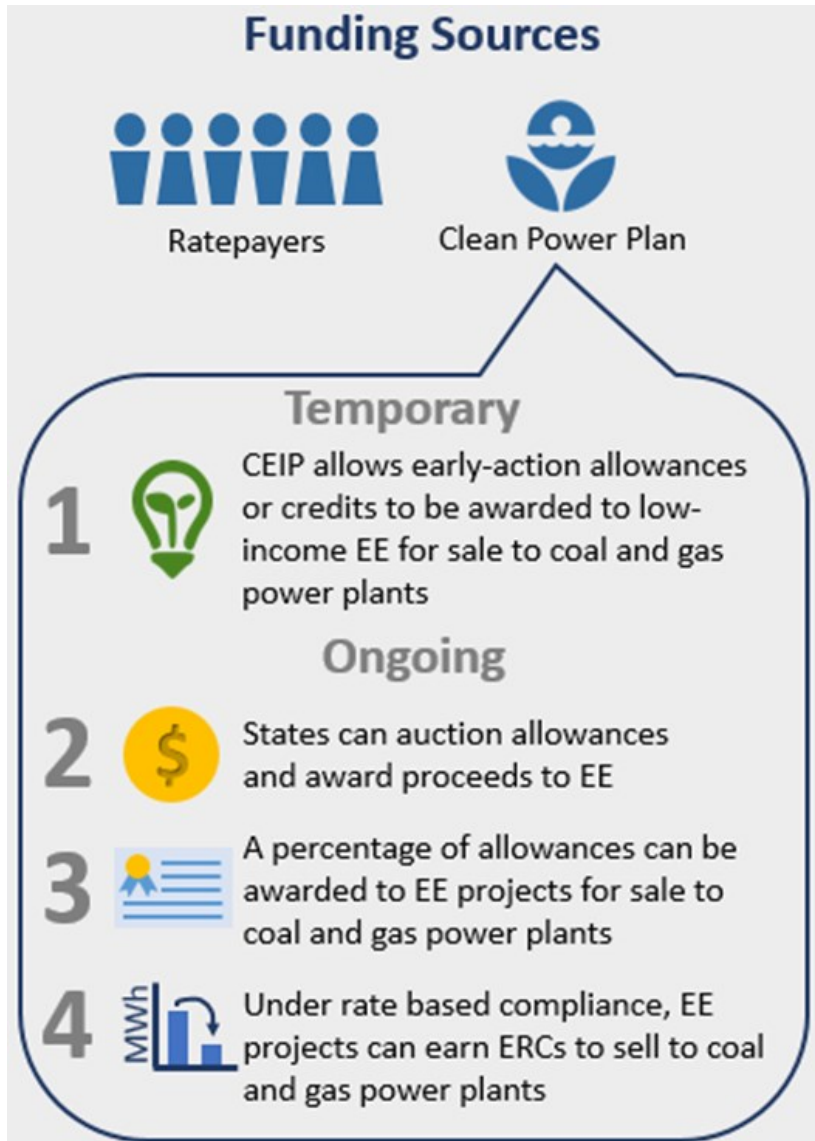 Funding Sources
Ratepayers
Clean Power Plan
Temporary
1
CEIP allows early-action allowances
or credits to be awarded to low-
income EE for sale to coal and gas
power plants
Ongoing
2
$
States can auction allowances
and award proceeds to EE
3
A percentage of allowances can be
awarded to EE projects for sale to
coal and gas power plants
4
MWh
Under rate based compliance, EE
projects can earn ERCs to sell to coal
and gas power plants